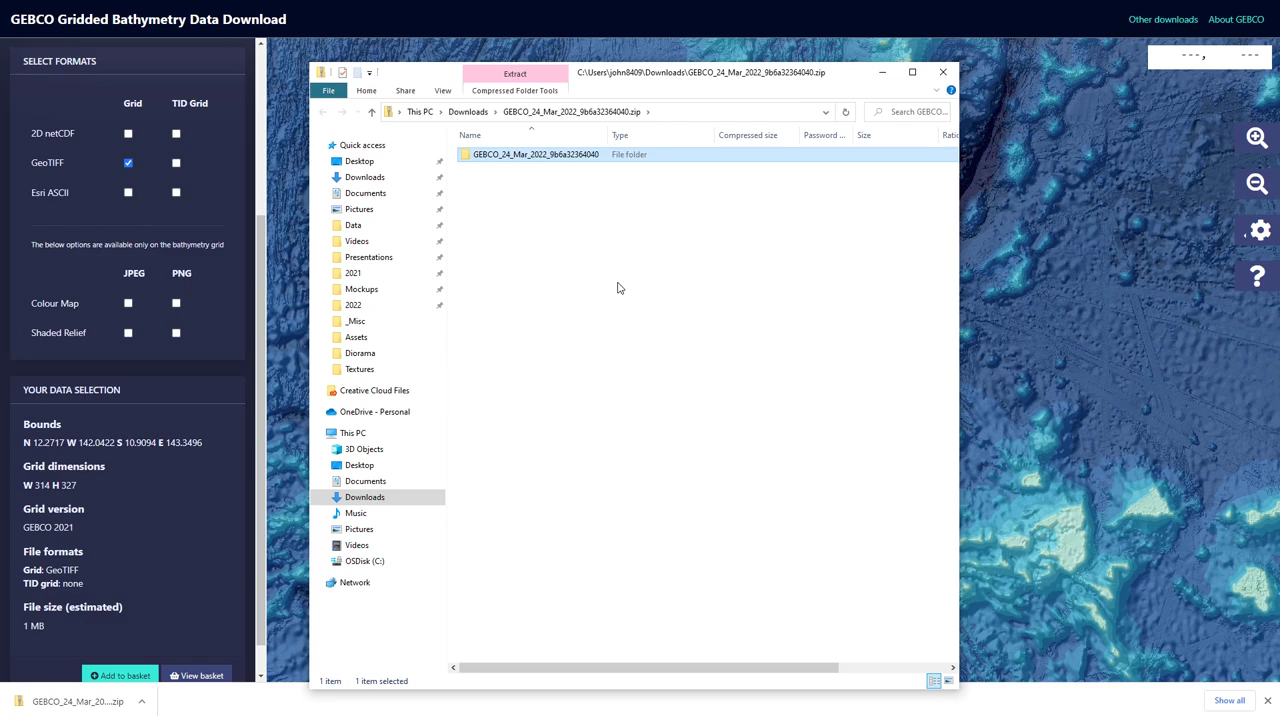 GEBCO Gridded Bathymetry Data Download
Other downloads About GEBCO
SELECT FORMATS
Grid TID Grid
2D netCDF
GeoTIFF
Esri ASCII
The below options are available only on the bathymetry grid
JPEG PNG
Colour Map
Shaded Relief
YOUR DATA SELECTION
Bounds
N 12.2717 W 142.0422 S 10.9094 E 143.3496
Grid dimensions
W 314 H 327
Grid version
GEBCO 2021
File formats
Grid: GeoTIFF
TID grid: none
File size (estimated)
1 MB
Add to basket View basket
Extract C:\Users\john8409\Downloads\GEBCO_24_Mar_2022_9b6a32364040.zip
File Home Share View Compressed Folder Tools
This PC > Downloads > GEBCO_24_Mar_2022_9b6a32364040.zip >
Search GEBCO...
Name Type Compressed size Password ... Size Ratio
GEBCO_24_Mar_2022_9b6a32364040 File folder
Quick access
Desktop
Downloads
Documents
Pictures
Data
Videos
Presentations
2021
Mockups
2022
_Misc
Assets
Diorama
Textures
Creative Cloud Files
OneDrive - Personal
This PC
3D Objects
Desktop
Documents
Downloads
Music
Pictures
Videos
OSDisk (C:)
Network
1 item 1 item selected
---, ---
GEBCO_24_Mar_20....zip
Show all